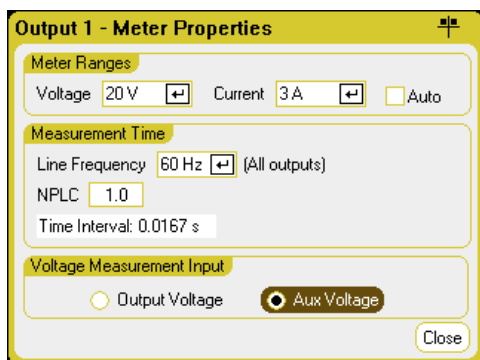 Output 1 - Meter Properties
Meter Ranges
Voltage 20 V Current 3 A Auto
Measurement Time
Line Frequency 60 Hz (All outputs)
NPLC 1.0
Time Interval: 0.0167 s
Voltage Measurement Input
Output Voltage Aux Voltage
Close